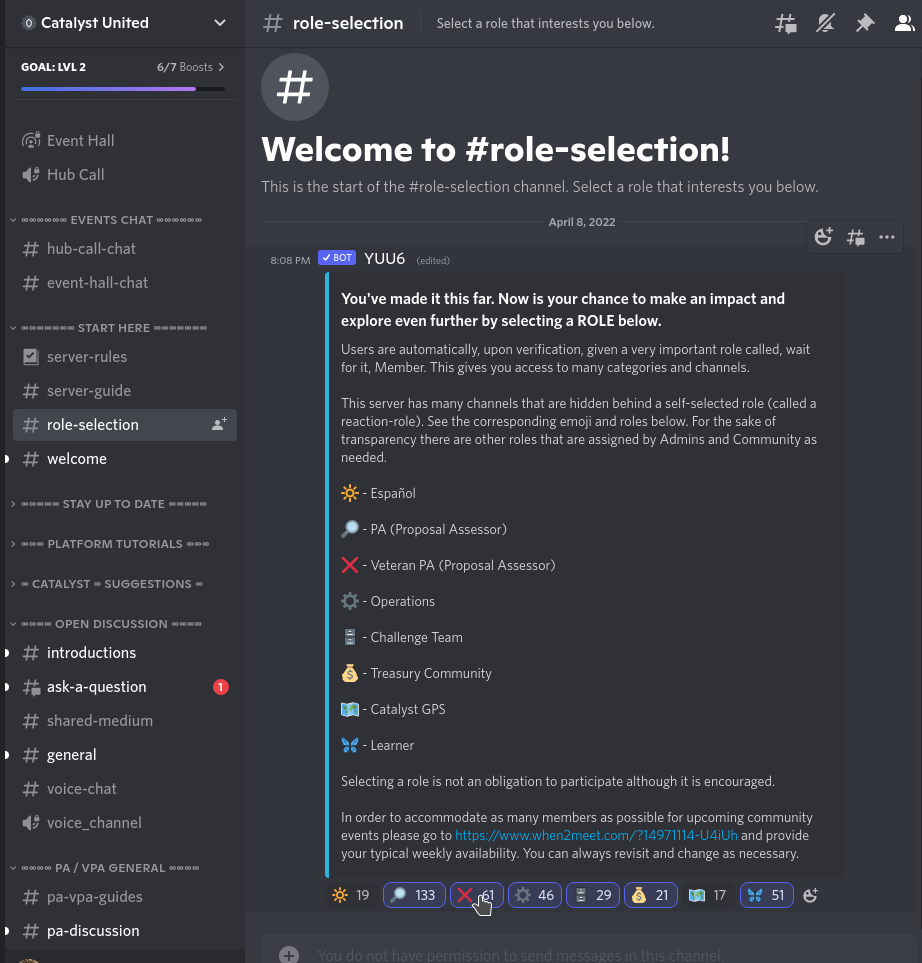 Catalyst United
GOAL: LVL 2 6/7 Boosts
Event Hall
Hub Call
EVENTS CHAT
hub-call-chat
event-hall-chat
START HERE
server-rules
server-guide
role-selection
welcome
STAY UP TO DATE
PLATFORM TUTORIALS
CATALYST ∞ SUGGESTIONS
OPEN DISCUSSION
introductions
ask-a-question 1
shared-medium
general
voice-chat
voice_channel
PA / VPA GENERAL
pa-vpa-guides
pa-discussion
# role-selection Select a role that interests you below.
#
Welcome to #role-selection!
This is the start of the #role-selection channel. Select a role that interests you below.
April 8, 2022
8:08 PM ✓ BOT YUU6 (edited)
You've made it this far. Now is your chance to make an impact and
explore even further by selecting a ROLE below.
Users are automatically, upon verification, given a very important role called, wait
for it, Member. This gives you access to many categories and channels.
This server has many channels that are hidden behind a self-selected role (called a
reaction-role). See the corresponding emoji and roles below. For the sake of
transparency there are other roles that are assigned by Admins and Community as
needed.
🔆 - Español
🔎 - PA (Proposal Assessor)
❌ - Veteran PA (Proposal Assessor)
⚙️ - Operations
🗄️ - Challenge Team
💰 - Treasury Community
🗺️ - Catalyst GPS
🦋 - Learner
Selecting a role is not an obligation to participate although it is encouraged.
In order to accommodate as many members as possible for upcoming community
events please go to https://www.when2meet.com/?14971114-U4iUh and provide
your typical weekly availability. You can always revisit and change as necessary.
19 133 61 46 29 21 17 51
You do not have permission to send messages in this channel.